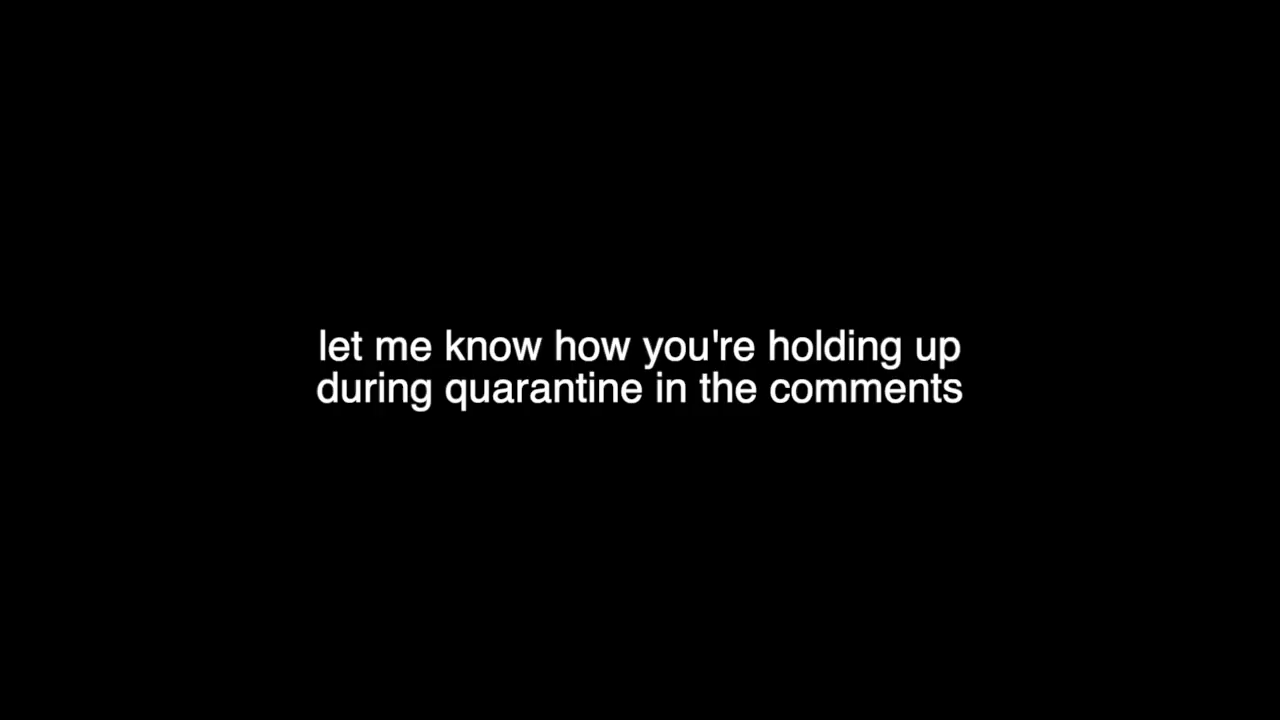 let me know how you're holding up
during quarantine in the comments